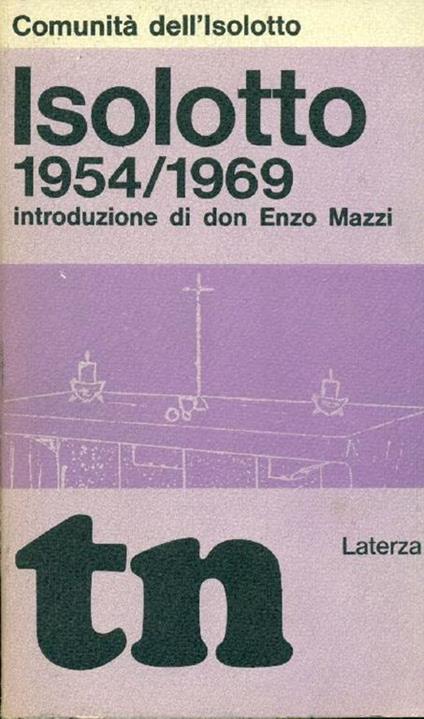 Comunità dell'Isolotto
Isolotto
1954/1969
introduzione di don Enzo Mazzi
Laterza
tn